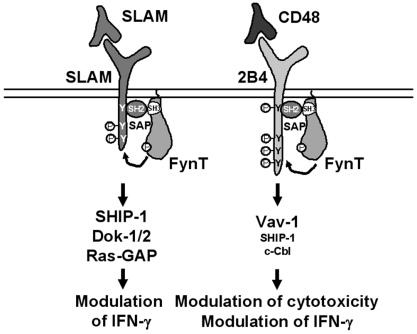 SLAM
CD48
SLAM
2B4
Y SH2 SH3
Y SH2 SH3
SAP
SAP
P Y
P Y
P
P Y
P Y
P Y
P
FynT
FynT
SHIP-1
Dok-1/2
Ras-GAP
Vav-1
SHIP-1
c-Cbl
Modulation
of IFN-γ
Modulation of cytotoxicity
Modulation of IFN-γ